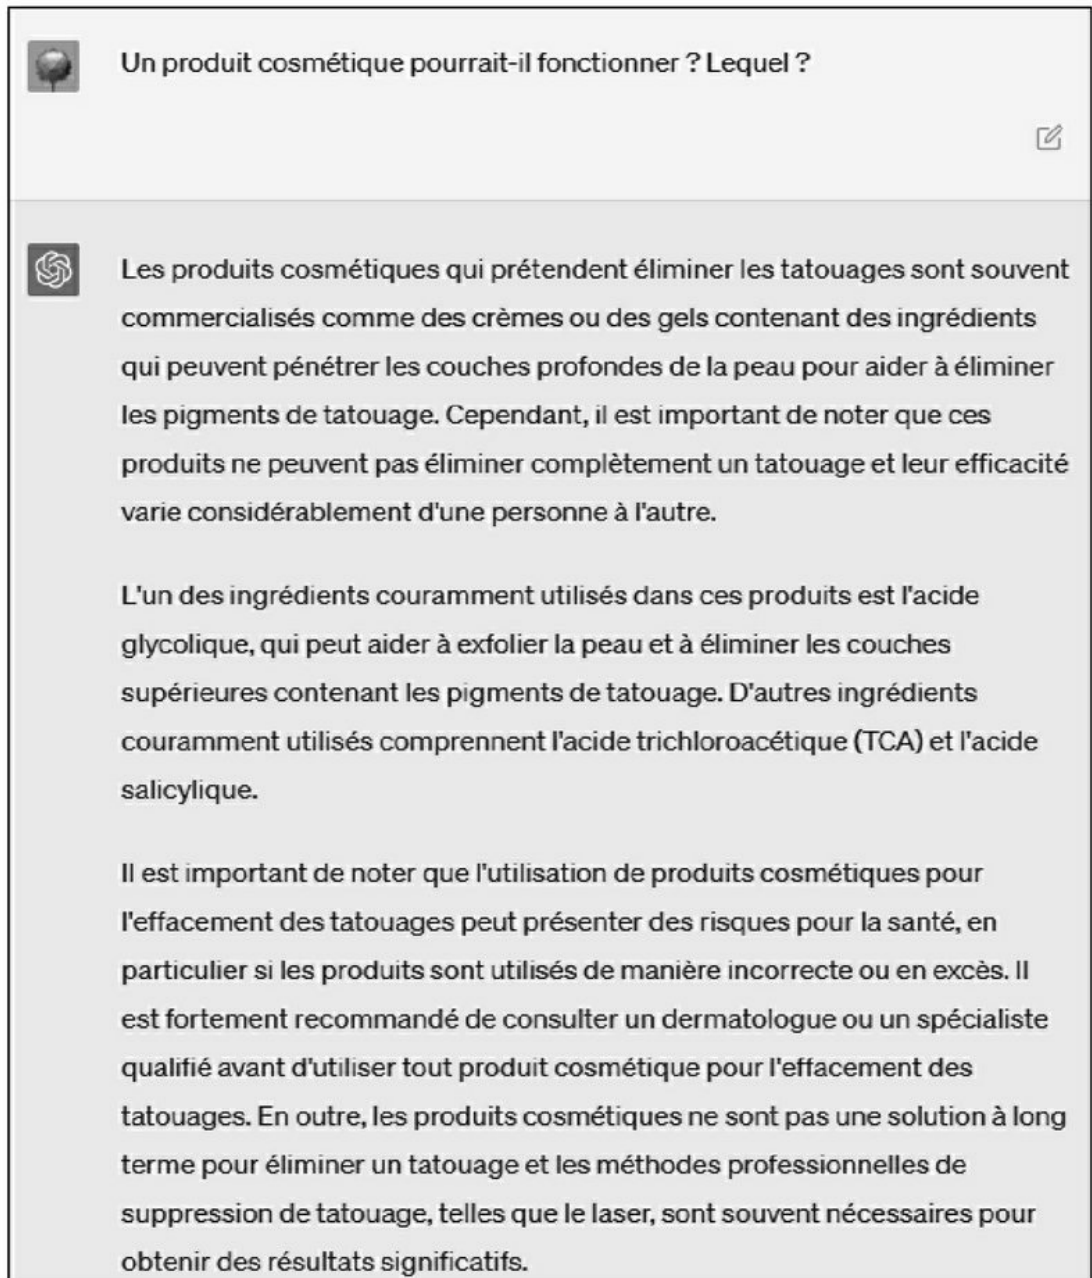 Un produit cosmétique pourrait-il fonctionner ? Lequel ?
Les produits cosmétiques qui prétendent éliminer les tatouages sont souvent
commercialisés comme des crèmes ou des gels contenant des ingrédients
qui peuvent pénétrer les couches profondes de la peau pour aider à éliminer
les pigments de tatouage. Cependant, il est important de noter que ces
produits ne peuvent pas éliminer complètement un tatouage et leur efficacité
varie considérablement d'une personne à l'autre.
L'un des ingrédients couramment utilisés dans ces produits est l'acide
glycolique, qui peut aider à exfolier la peau et à éliminer les couches
supérieures contenant les pigments de tatouage. D'autres ingrédients
couramment utilisés comprennent l'acide trichloroacétique (TCA) et l'acide
salicylique.
Il est important de noter que l'utilisation de produits cosmétiques pour
l'effacement des tatouages peut présenter des risques pour la santé, en
particulier si les produits sont utilisés de manière incorrecte ou en excès. Il
est fortement recommandé de consulter un dermatologue ou un spécialiste
qualifié avant d'utiliser tout produit cosmétique pour l'effacement des
tatouages. En outre, les produits cosmétiques ne sont pas une solution à long
terme pour éliminer un tatouage et les méthodes professionnelles de
suppression de tatouage, telles que le laser, sont souvent nécessaires pour
obtenir des résultats significatifs.